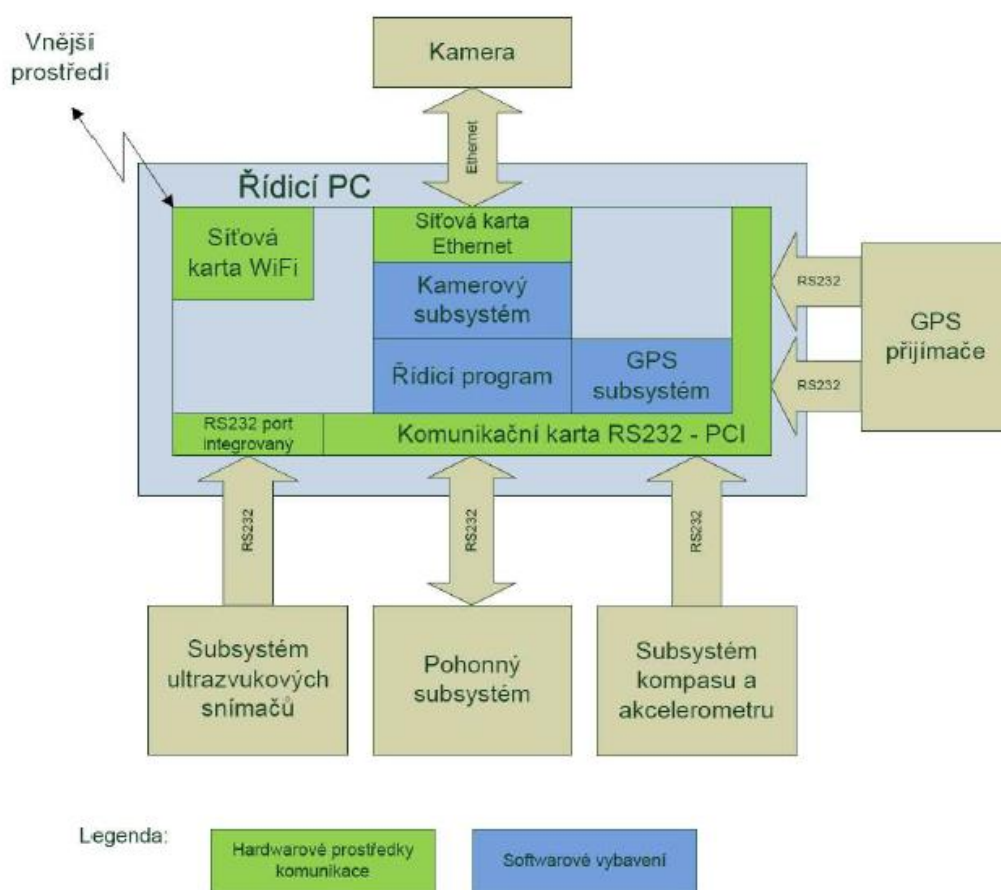 Vnější
prostředí
Kamera
Ethernet
Řídicí PC
Síťová
karta WiFi
Síťová karta
Ethernet
Kamerový
subsystém
Řídicí program
GPS
subsystém
RS232
RS232
GPS
přijímače
RS232 port
integrovaný
Komunikační karta RS232 - PCI
RS232
RS232
RS232
Subsystém
ultrazvukových
snímačů
Pohonný
subsystém
Subsystém
kompasu a
akcelerometru
Legenda:
Hardwarové prostředky
komunikace
Softwarové vybavení